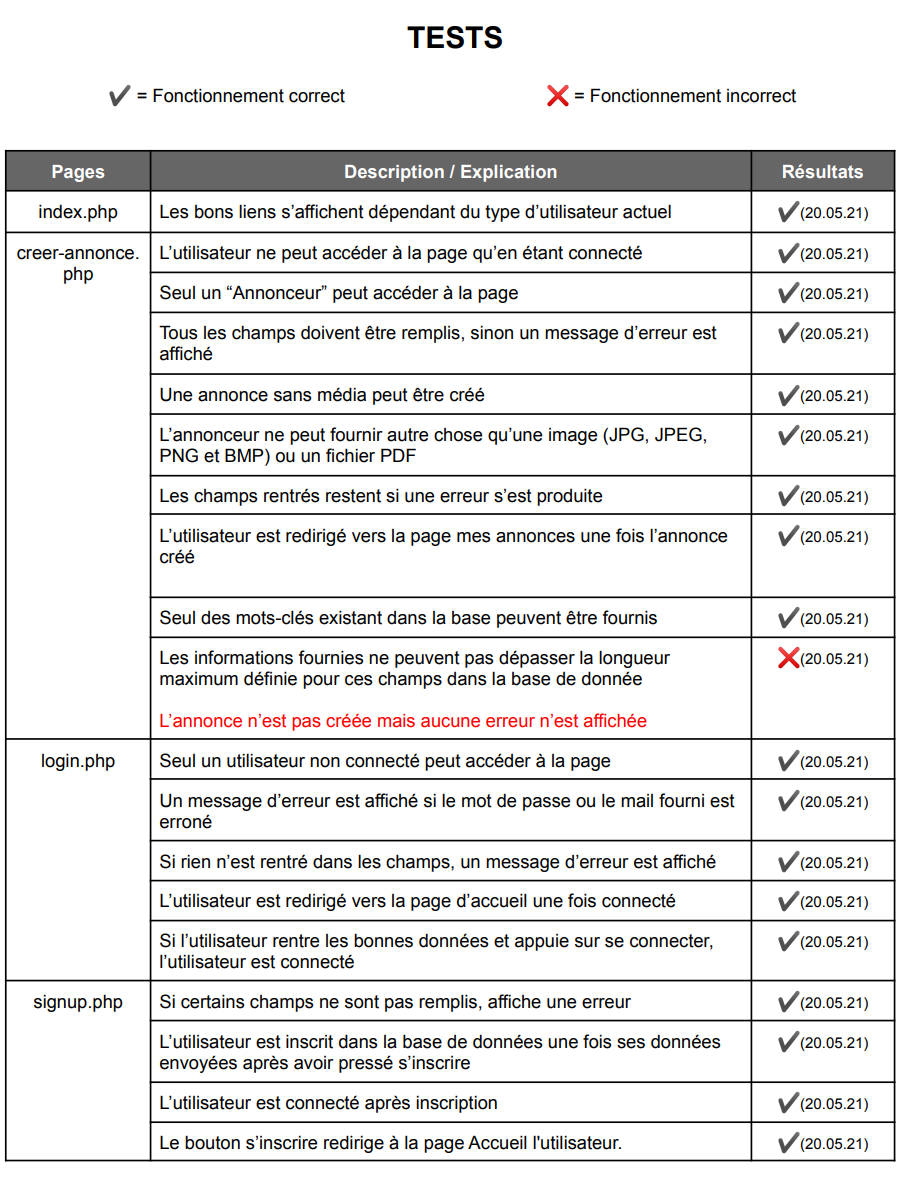 TESTS
✔ = Fonctionnement correct
❌ = Fonctionnement incorrect
Pages
Description / Explication
Résultats
index.php
Les bons liens s’affichent dépendant du type d’utilisateur actuel
✔(20.05.21)
creer-annonce.
php
L’utilisateur ne peut accéder à la page qu’en étant connecté
✔(20.05.21)
Seul un “Annonceur” peut accéder à la page
✔(20.05.21)
Tous les champs doivent être remplis, sinon un message d’erreur est
affiché
✔(20.05.21)
Une annonce sans média peut être créé
✔(20.05.21)
L’annonceur ne peut fournir autre chose qu’une image (JPG, JPEG,
PNG et BMP) ou un fichier PDF
✔(20.05.21)
Les champs rentrés restent si une erreur s’est produite
✔(20.05.21)
L’utilisateur est redirigé vers la page mes annonces une fois l’annonce
créé
✔(20.05.21)
Seul des mots-clés existant dans la base peuvent être fournis
✔(20.05.21)
Les informations fournies ne peuvent pas dépasser la longueur
maximum définie pour ces champs dans la base de donnée
L’annonce n’est pas créée mais aucune erreur n’est affichée
❌(20.05.21)
login.php
Seul un utilisateur non connecté peut accéder à la page
✔(20.05.21)
Un message d’erreur est affiché si le mot de passe ou le mail fourni est
erroné
✔(20.05.21)
Si rien n’est rentré dans les champs, un message d’erreur est affiché
✔(20.05.21)
L’utilisateur est redirigé vers la page d’accueil une fois connecté
✔(20.05.21)
Si l’utilisateur rentre les bonnes données et appuie sur se connecter,
l’utilisateur est connecté
✔(20.05.21)
signup.php
Si certains champs ne sont pas remplis, affiche une erreur
✔(20.05.21)
L’utilisateur est inscrit dans la base de données une fois ses données
envoyées après avoir pressé s’inscrire
✔(20.05.21)
L’utilisateur est connecté après inscription
✔(20.05.21)
Le bouton s’inscrire redirige à la page Accueil l'utilisateur.
✔(20.05.21)